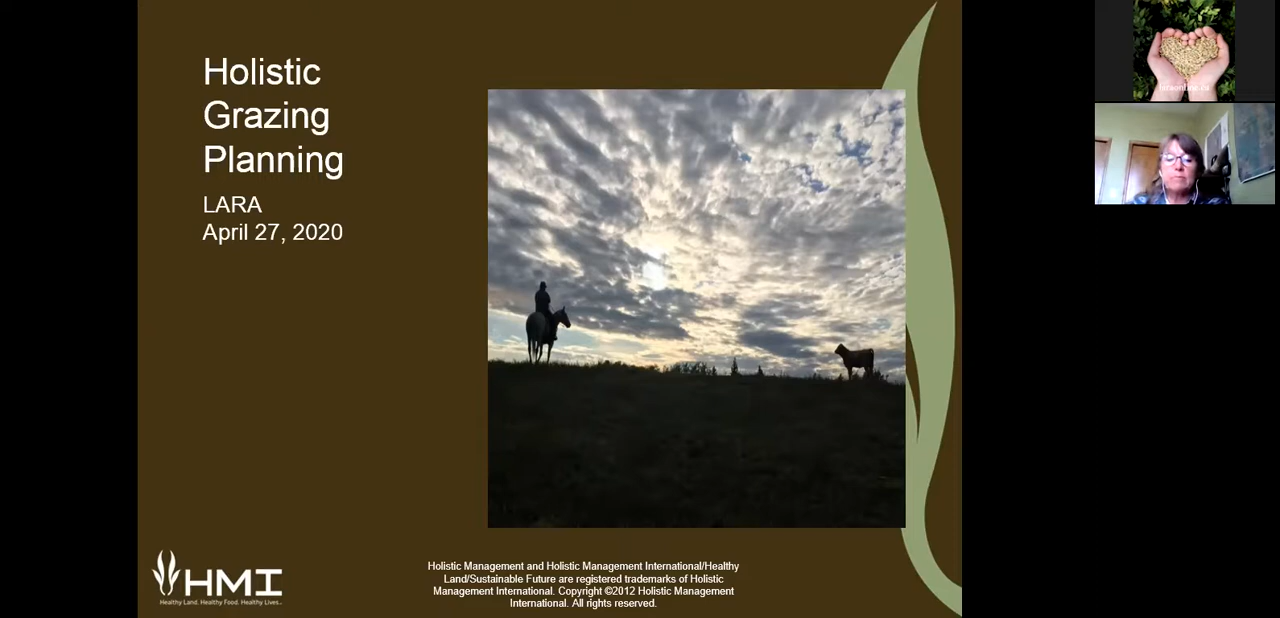 Holistic
Grazing
Planning
LARA
April 27, 2020
HMI
Healthy Land. Healthy Food. Healthy Lives.
Holistic Management and Holistic Management International/Healthy
Land/Sustainable Future are registered trademarks of Holistic
Management International. Copyright ©2012 Holistic Management
International. All rights reserved.